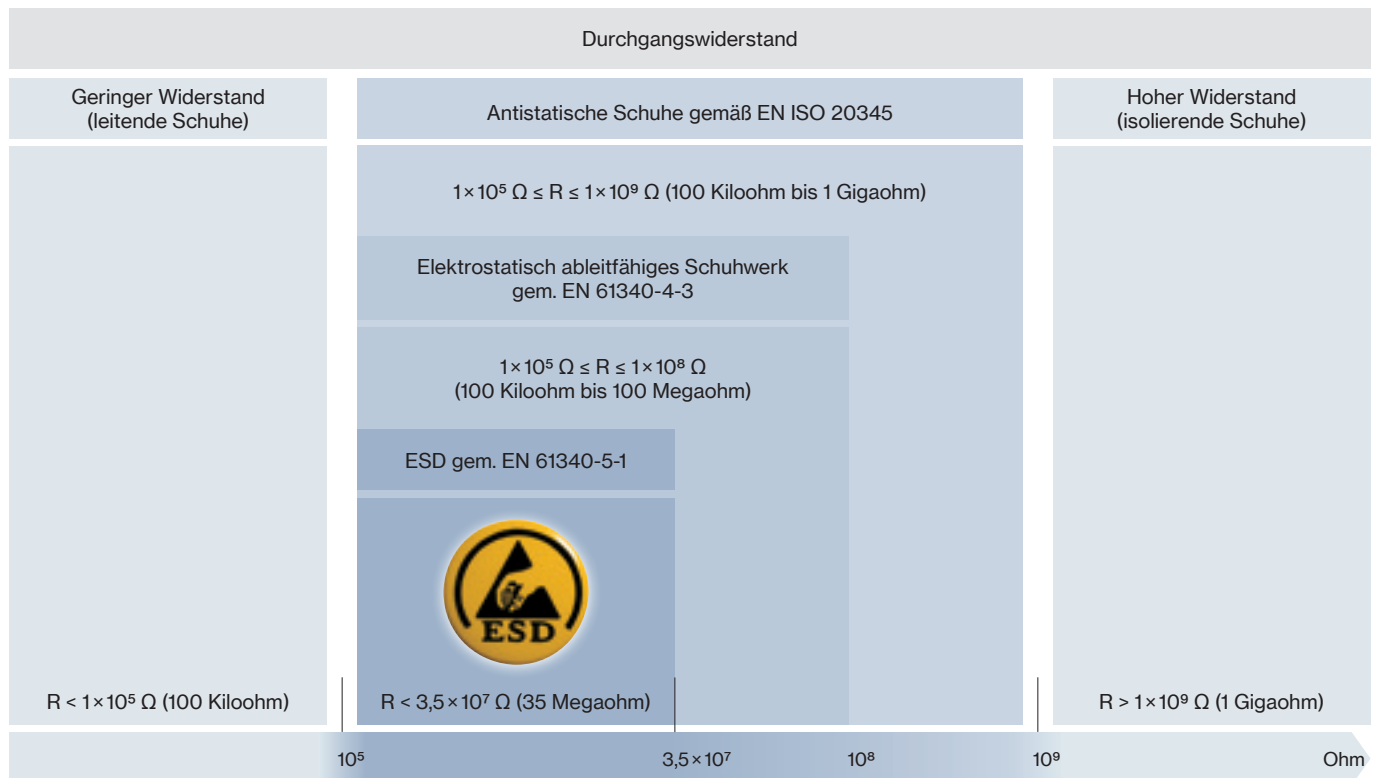 Durchgangswiderstand
Geringer Widerstand
(leitende Schuhe)
Antistatische Schuhe gemäß EN ISO 20345
Hoher Widerstand
(isolierende Schuhe)
1×10⁵ Ω ≤ R ≤ 1×10⁹ Ω (100 Kiloohm bis 1 Gigaohm)
Elektrostatisch ableitfähiges Schuhwerk
gem. EN 61340-4-3
1×10⁵ Ω ≤ R ≤ 1×10⁸ Ω
(100 Kiloohm bis 100 Megaohm)
ESD gem. EN 61340-5-1
ESD
R < 1×10⁵ Ω (100 Kiloohm)
R < 3,5×10⁷ Ω (35 Megaohm)
R > 1×10⁹ Ω (1 Gigaohm)
10⁵
3,5×10⁷
10⁸
10⁹
Ohm